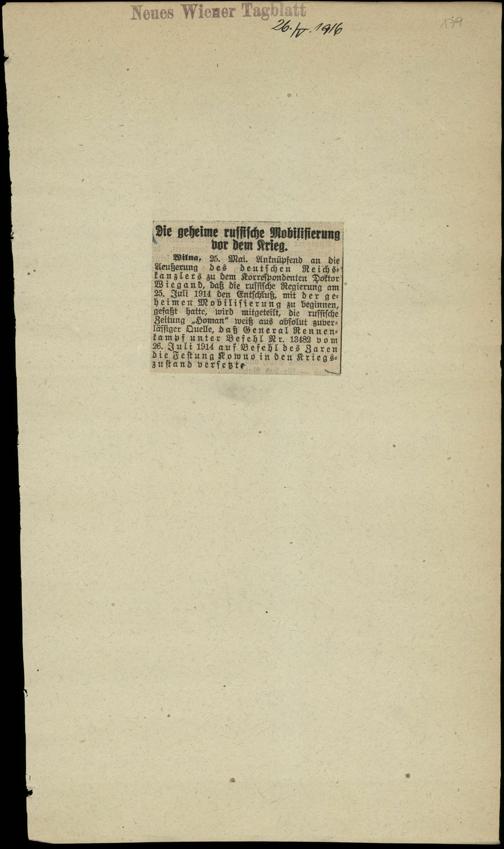 Neues Wiener Tagblatt
26. V. 1916
Die geheime russische Mobilisierung
vor dem Krieg.
Wilna, 25. Mai. Anknüpfend an die
Aeußerung des deutschen Reichs-
kanzlers zu dem Korrespondenten Doktor
Wiegand, daß die russische Regierung am
25. Juli 1914 den Entschluß, mit der ge-
heimen Mobilisierung zu beginnen,
gefaßt hatte, wird mitgeteilt, die russische
Zeitung „Homan" weiß aus absolut zuver-
lässiger Quelle, daß General Rennen-
kampf unter Befehl Nr. 13482 vom
26. Juli 1914 auf Befehl des Zaren
die Festung Kowno in den Kriegs-
zustand versetzte